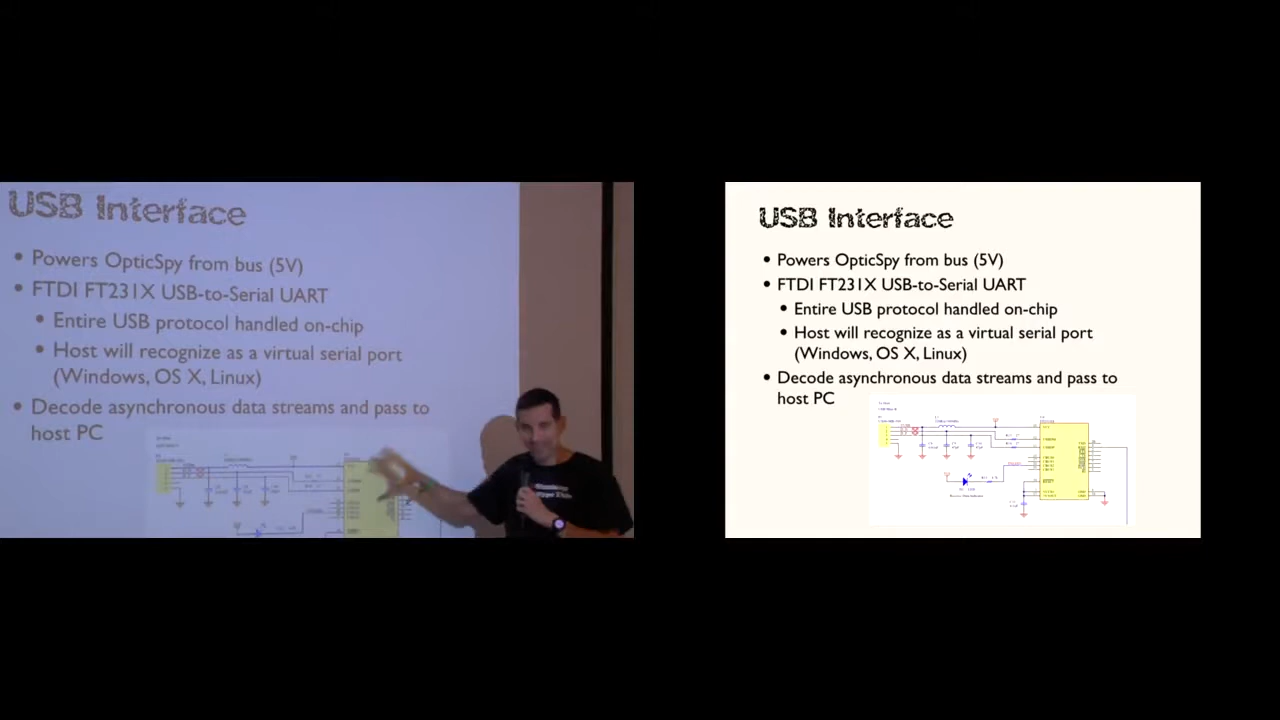 USB Interface
• Powers OpticSpy from bus (5V)
• FTDI FT231X USB-to-Serial UART
• Entire USB protocol handled on-chip
• Host will recognize as a virtual serial port
(Windows, OS X, Linux)
• Decode asynchronous data streams and pass to
host PC
USB Interface
• Powers OpticSpy from bus (5V)
• FTDI FT231X USB-to-Serial UART
• Entire USB protocol handled on-chip
• Host will recognize as a virtual serial port
(Windows, OS X, Linux)
• Decode asynchronous data streams and pass to
host PC